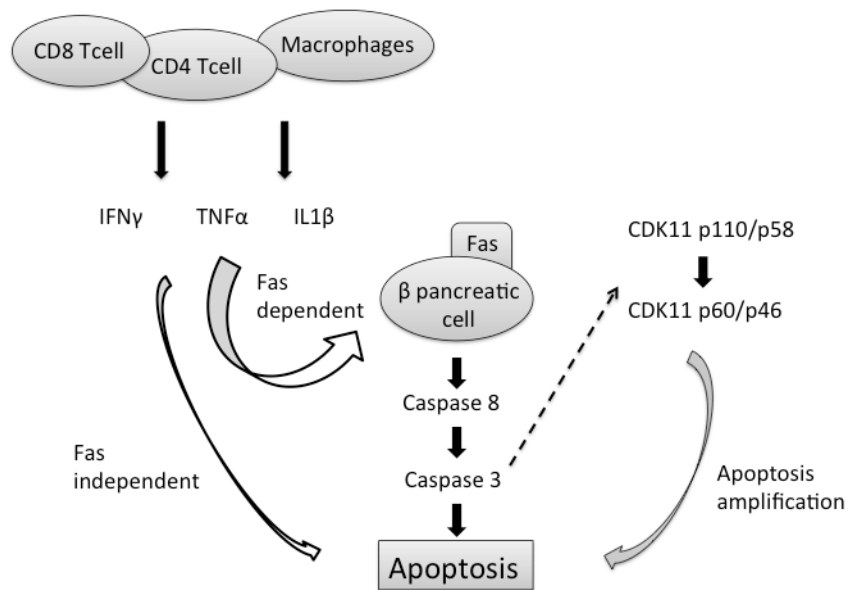 CD8 Tcell
CD4 Tcell
Macrophages
IFNγ
TNFα
IL1β
Fas
dependent
Fas
β pancreatic
cell
CDK11 p110/p58
CDK11 p60/p46
Caspase 8
Caspase 3
Fas
independent
Apoptosis
amplification
Apoptosis